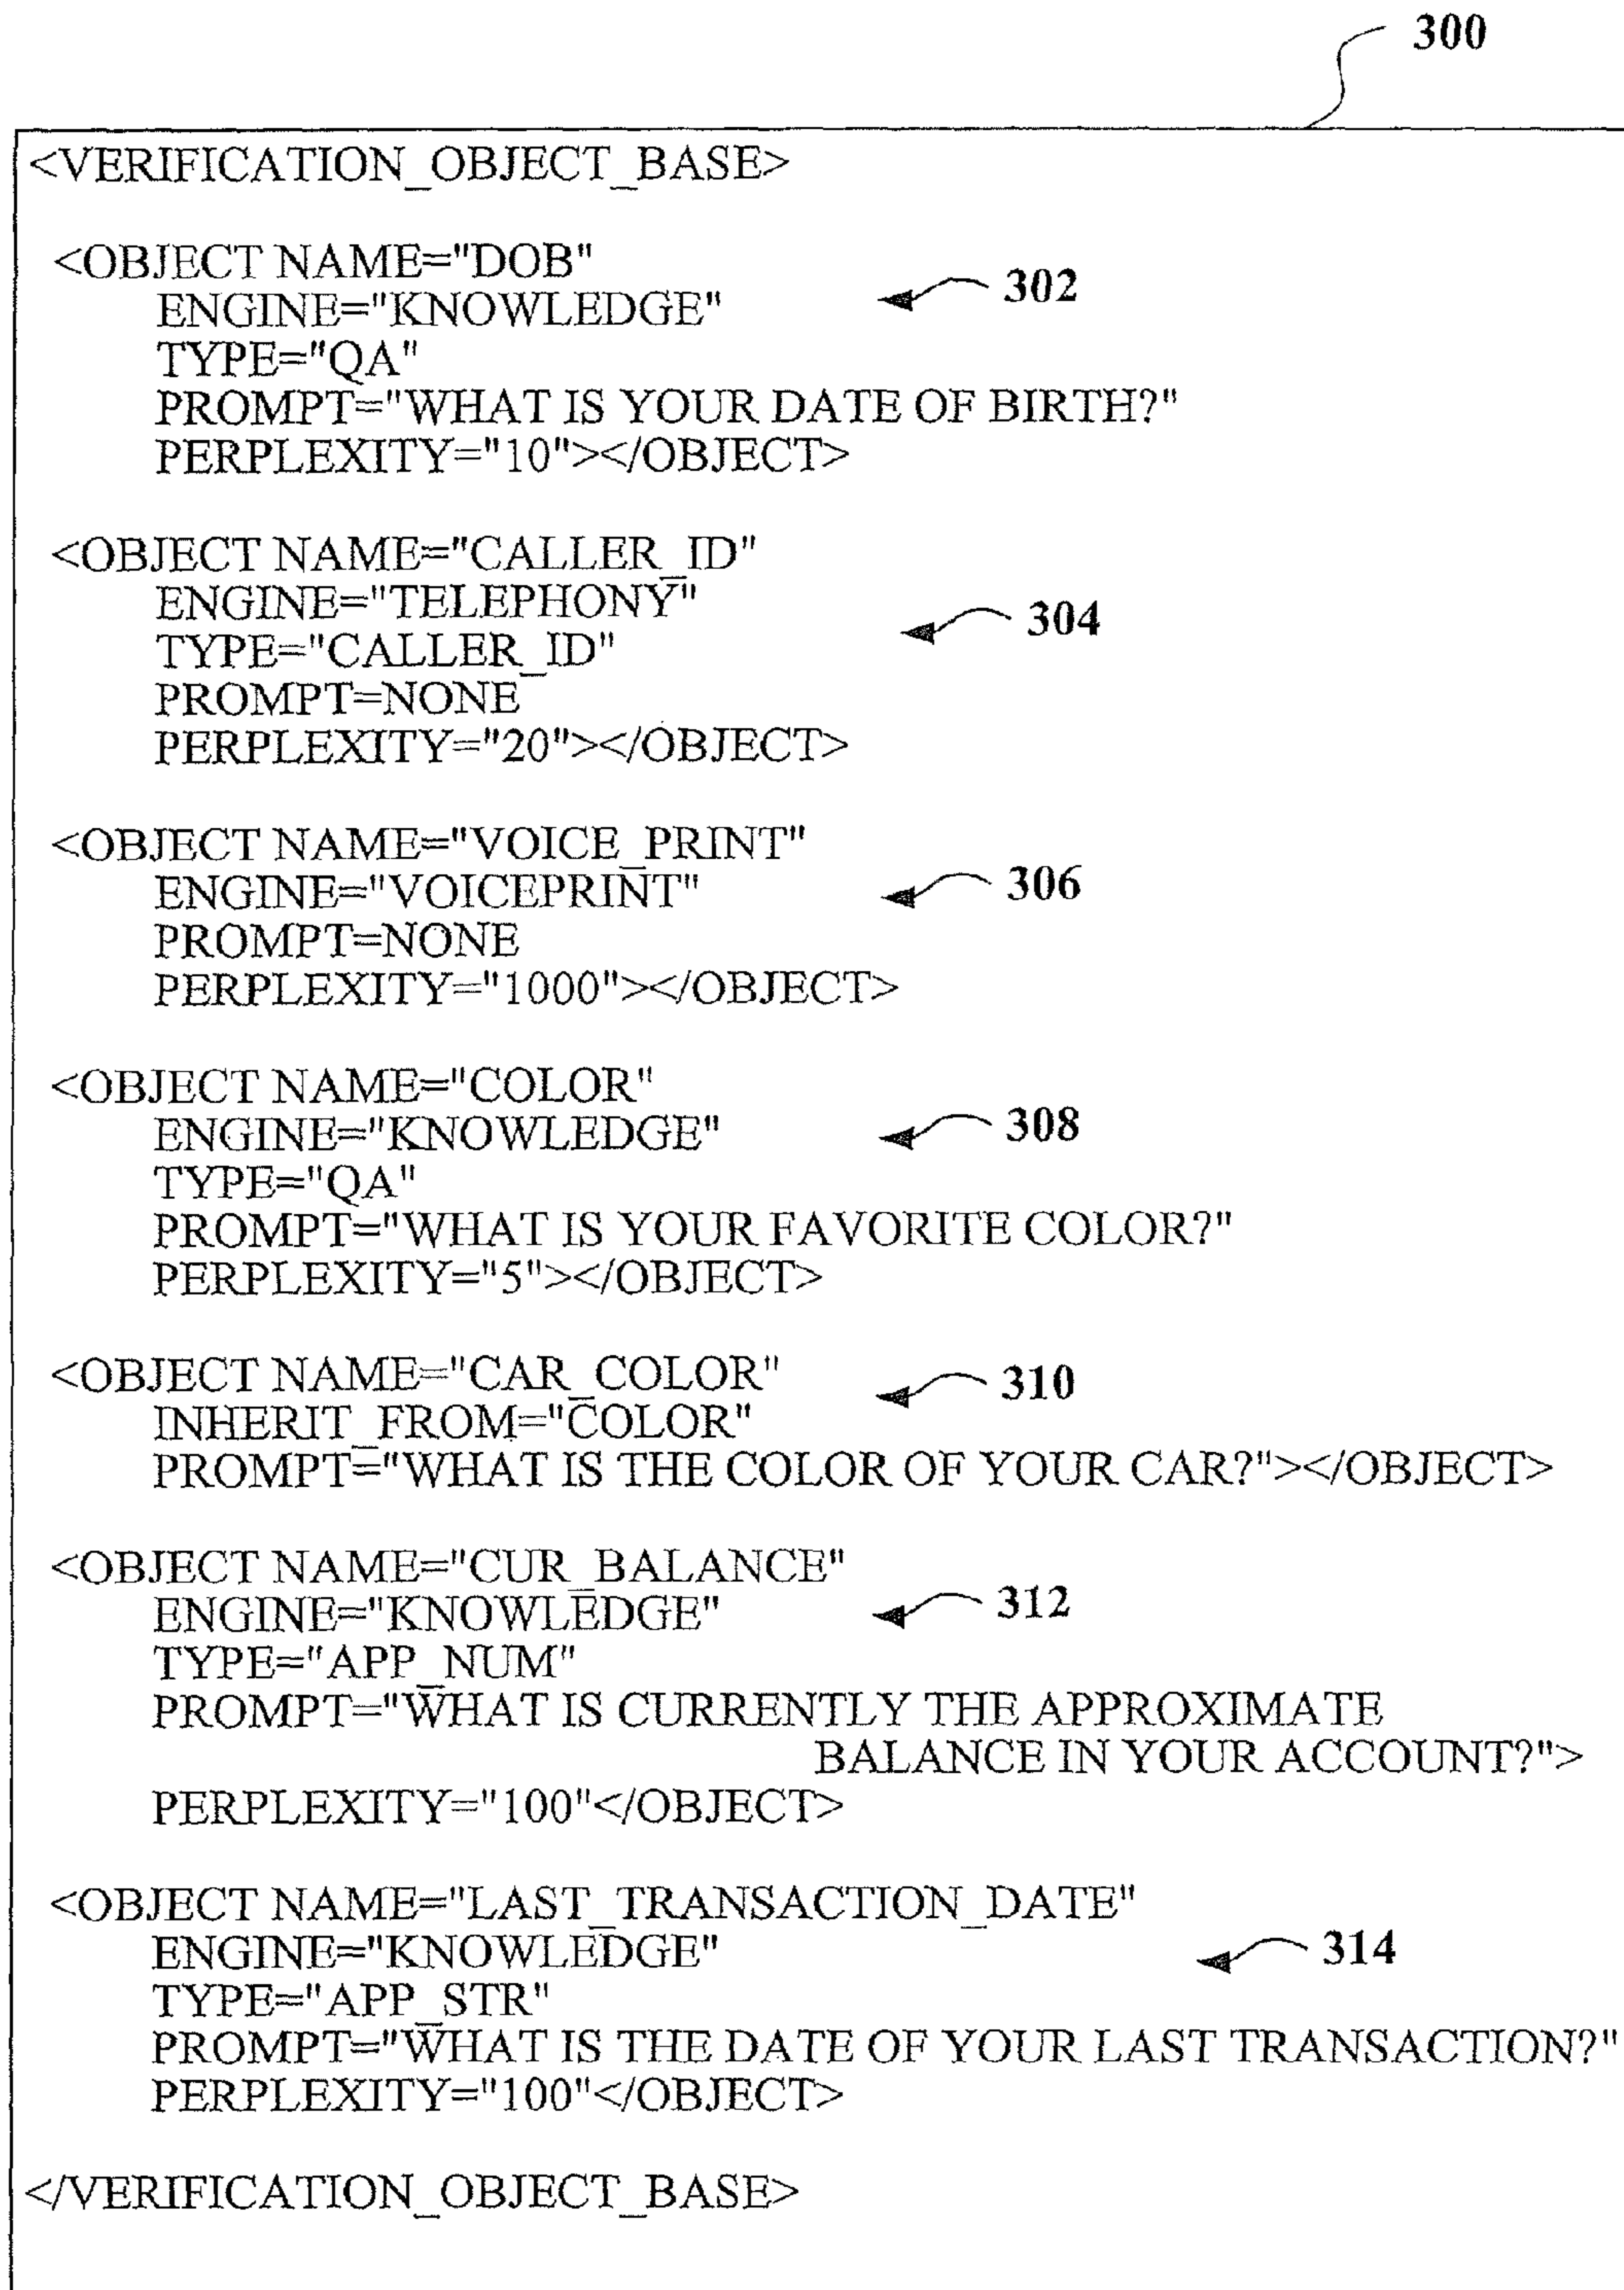 300
<VERIFICATION_OBJECT_BASE>
<OBJECT NAME="DOB"
ENGINE="KNOWLEDGE"
302
TYPE="QA"
PROMPT="WHAT IS YOUR DATE OF BIRTH?"
PERPLEXITY="10"></OBJECT>
<OBJECT NAME="CALLER_ID"
ENGINE="TELEPHONY"
304
TYPE="CALLER_ID"
PROMPT=NONE
PERPLEXITY="20"></OBJECT>
<OBJECT NAME="VOICE_PRINT"
ENGINE="VOICEPRINT"
306
PROMPT=NONE
PERPLEXITY="1000"></OBJECT>
<OBJECT NAME="COLOR"
ENGINE="KNOWLEDGE"
308
TYPE="QA"
PROMPT="WHAT IS YOUR FAVORITE COLOR?"
PERPLEXITY="5"></OBJECT>
<OBJECT NAME="CAR_COLOR"
310
INHERIT_FROM="COLOR"
PROMPT="WHAT IS THE COLOR OF YOUR CAR?"></OBJECT>
<OBJECT NAME="CUR_BALANCE"
ENGINE="KNOWLEDGE"
312
TYPE="APP_NUM"
PROMPT="WHAT IS CURRENTLY THE APPROXIMATE
BALANCE IN YOUR ACCOUNT?">
PERPLEXITY="100"</OBJECT>
<OBJECT NAME="LAST_TRANSACTION_DATE"
ENGINE="KNOWLEDGE"
314
TYPE="APP_STR"
PROMPT="WHAT IS THE DATE OF YOUR LAST TRANSACTION?"
PERPLEXITY="100"</OBJECT>
</VERIFICATION_OBJECT_BASE>